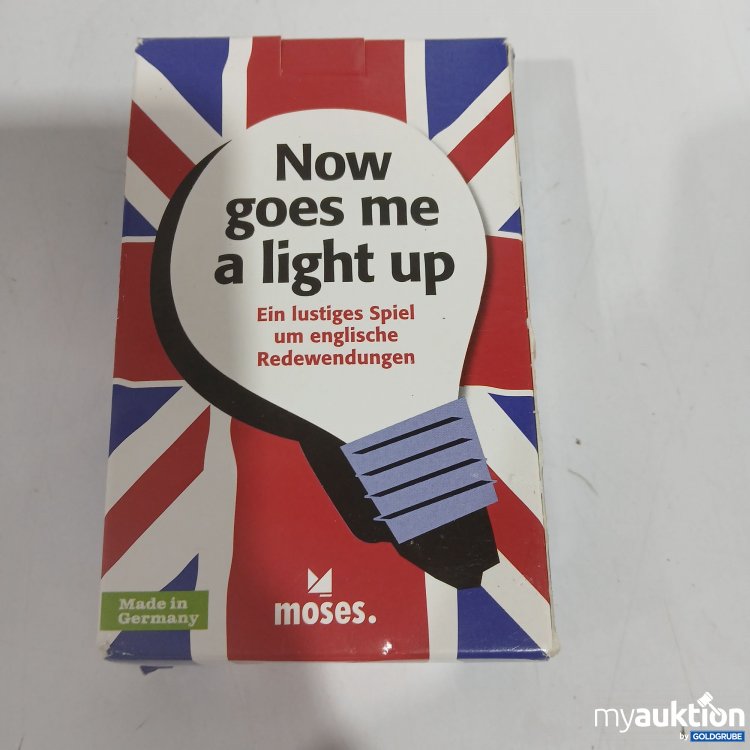 Now
goes me
a light up
Ein lustiges Spiel
um englische
Redewendungen
Made in
Germany
moses.
myauktion
by GOLDGRUBE